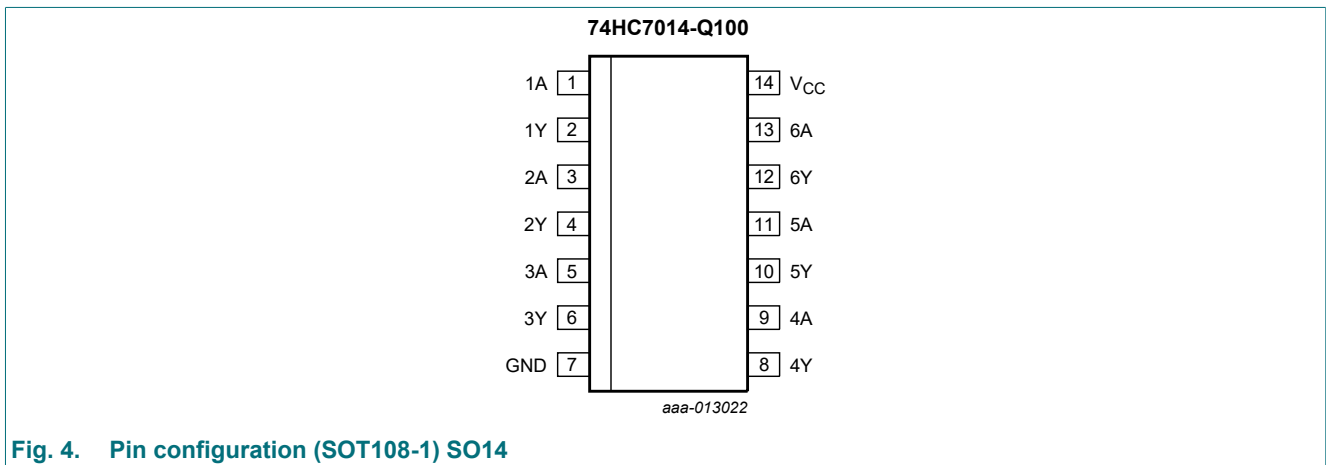 74HC7014-Q100
1A 1 14 VCC
1Y 2 13 6A
2A 3 12 6Y
2Y 4 11 5A
3A 5 10 5Y
3Y 6 9 4A
GND 7 8 4Y
aaa-013022
Fig. 4. Pin configuration (SOT108-1) SO14